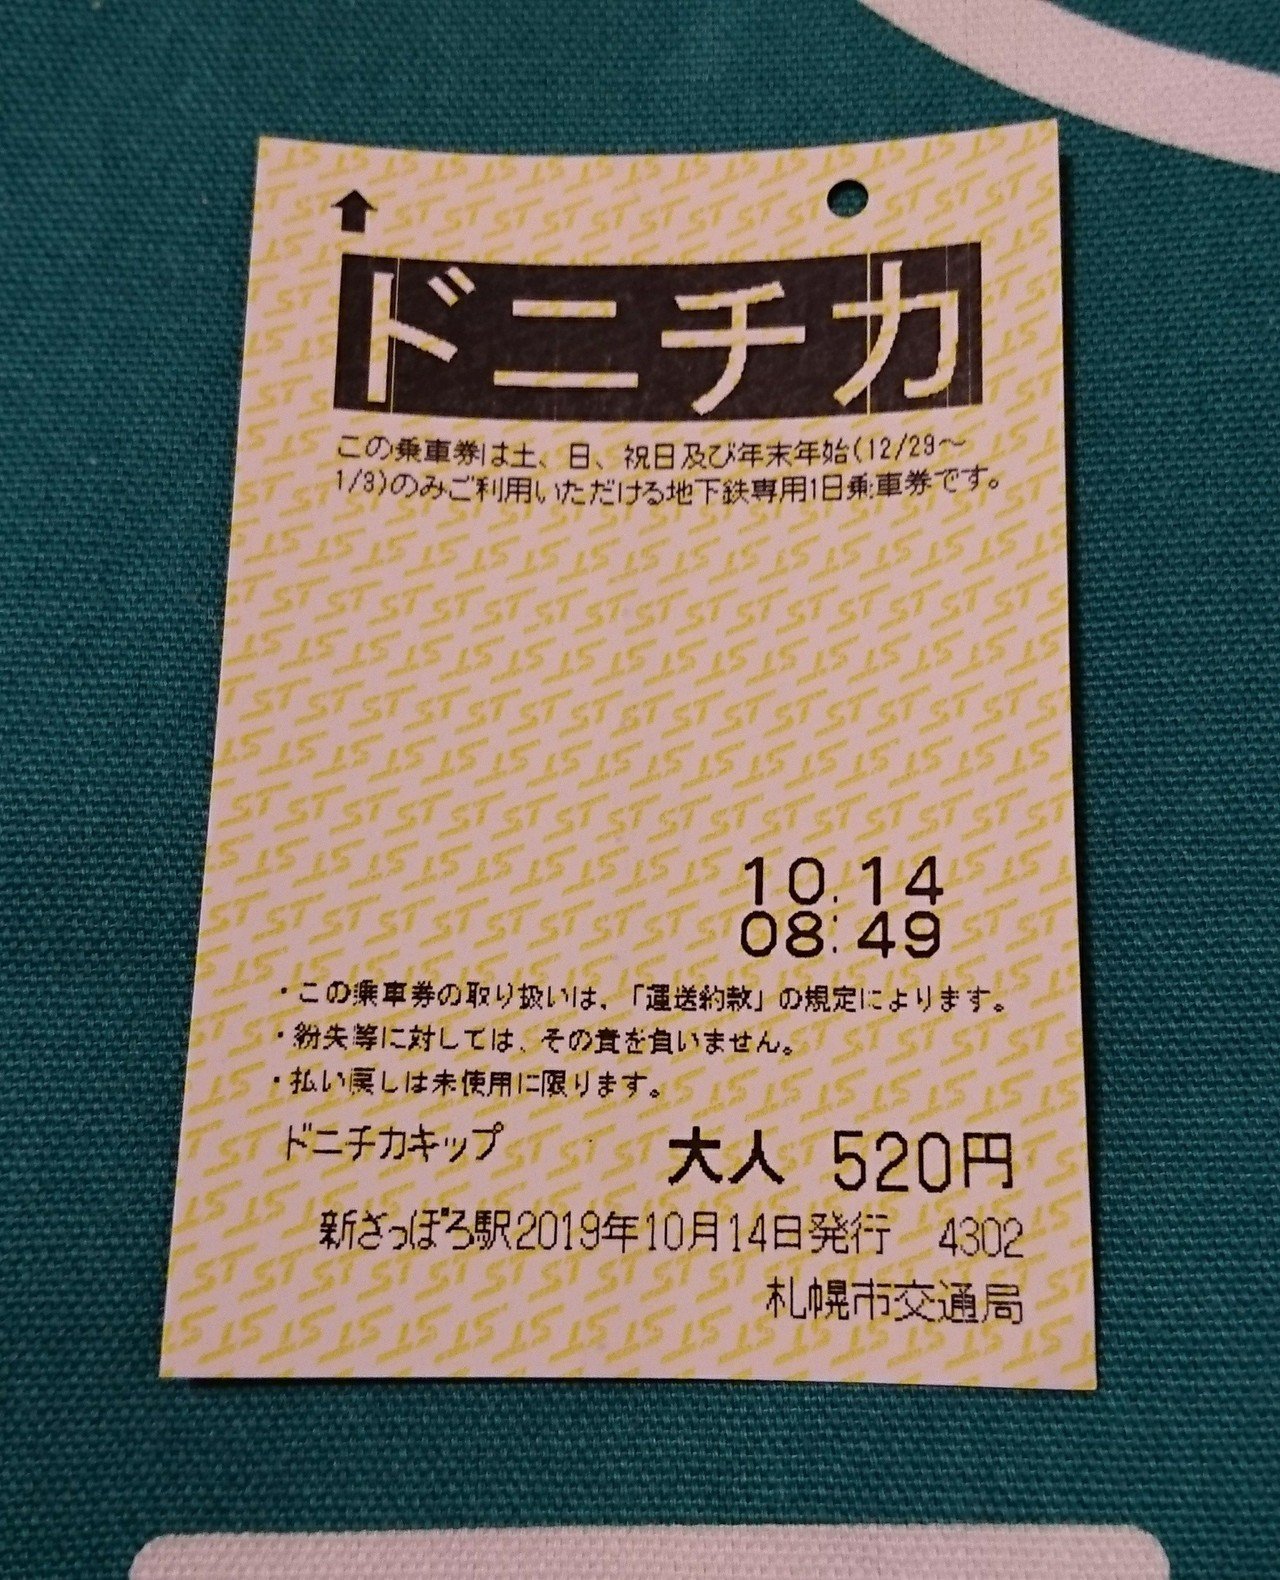 ドニチカ
この乗車券は土、日、祝日及び年末年始(12/29～
1/3)のみご利用いただける地下鉄専用1日乗車券です。
10.14
08:49
・この乗車券の取り扱いは、「運送約款」の規定によります。
・紛失等に対しては、その責を負いません。
・払い戻しは未使用に限ります。
ドニチカキップ 大人 520円
新さっぽろ駅2019年10月14日発行 4302
札幌市交通局